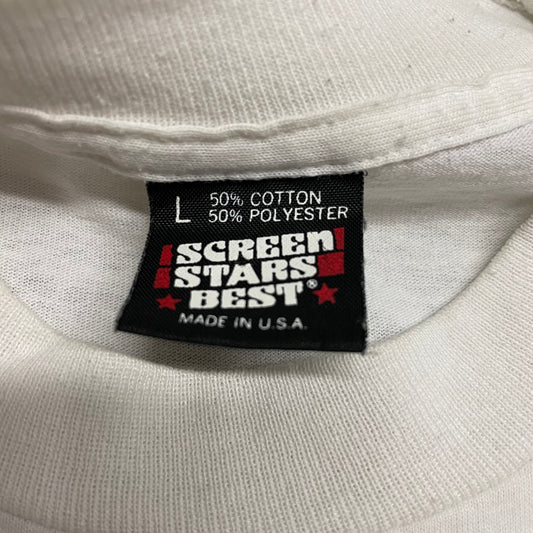 L 50% COTTON
50% POLYESTER
SCREEN
STARS
BEST®
MADE IN U.S.A.